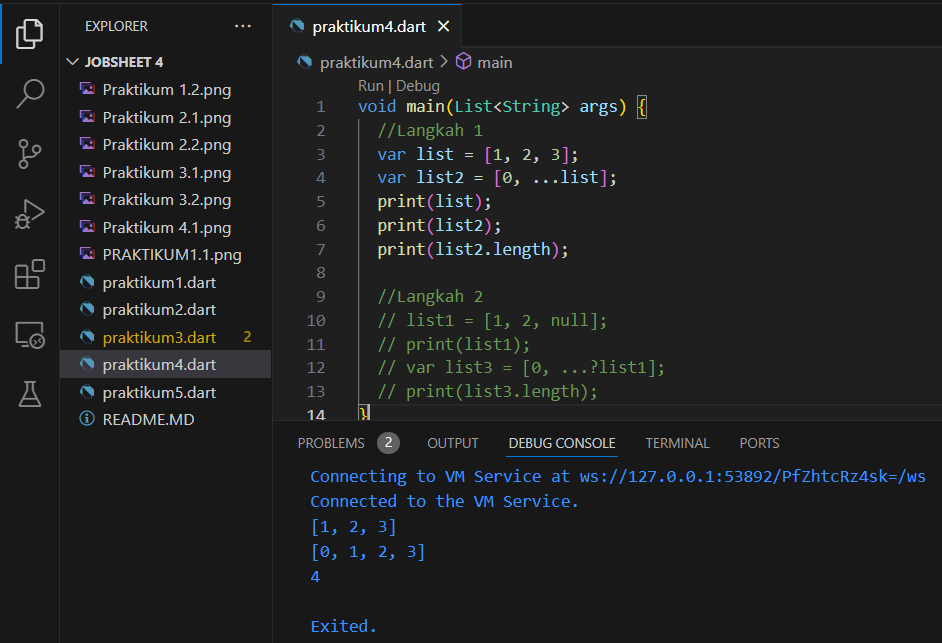 EXPLORER
JOBSHEET 4
Praktikum 1.2.png
Praktikum 2.1.png
Praktikum 2.2.png
Praktikum 3.1.png
Praktikum 3.2.png
Praktikum 4.1.png
PRAKTIKUM1.1.png
praktikum1.dart
praktikum2.dart
praktikum3.dart 2
praktikum4.dart
praktikum5.dart
README.MD
praktikum4.dart
praktikum4.dart > main
Run | Debug
1 void main(List<String> args) {
2 //Langkah 1
3 var list = [1, 2, 3];
4 var list2 = [0, ...list];
5 print(list);
6 print(list2);
7 print(list2.length);
8
9 //Langkah 2
10 // list1 = [1, 2, null];
11 // print(list1);
12 // var list3 = [0, ...?list1];
13 // print(list3.length);
14 }
PROBLEMS 2 OUTPUT DEBUG CONSOLE TERMINAL PORTS
Connecting to VM Service at ws://127.0.0.1:53892/PfZhtcRz4sk=/ws
Connected to the VM Service.
[1, 2, 3]
[0, 1, 2, 3]
4
Exited.